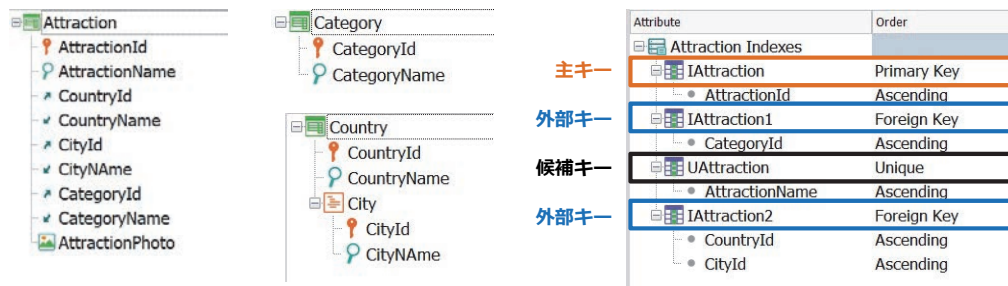 Attraction
AttractionId
AttractionName
CountryId
CountryName
CityId
CityNAme
CategoryId
CategoryName
AttractionPhoto
Category
CategoryId
CategoryName
Country
CountryId
CountryName
City
CityId
CityNAme
Attribute Order
Attraction Indexes
主キー IAttraction Primary Key
AttractionId Ascending
外部キー IAttraction1 Foreign Key
CategoryId Ascending
候補キー UAttraction Unique
AttractionName Ascending
外部キー IAttraction2 Foreign Key
CountryId Ascending
CityId Ascending